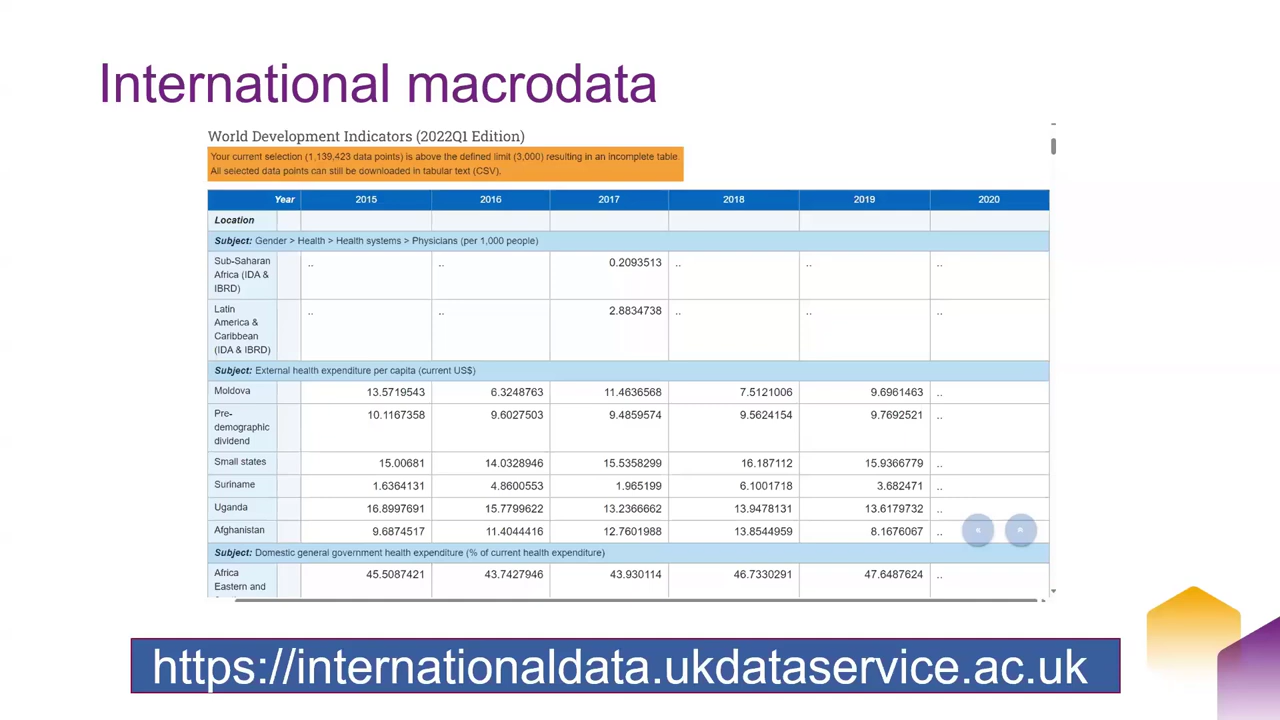 International macrodata
World Development Indicators (2022Q1 Edition)
Your current selection (1,139,423 data points) is above the defined limit (3,000) resulting in an incomplete table.
All selected data points can still be downloaded in tabular text (CSV).
Year 2015 2016 2017 2018 2019 2020
Location
Subject: Gender > Health > Health systems > Physicians (per 1,000 people)
Sub-Saharan .. .. 0.2093513 .. .. ..
Africa (IDA &
IBRD)
Latin .. .. 2.8834738 .. .. ..
America &
Caribbean
(IDA & IBRD)
Subject: External health expenditure per capita (current US$)
Moldova 13.5719543 6.3248763 11.4636568 7.5121006 9.6961463 ..
Pre- 10.1167358 9.6027503 9.4859574 9.5624154 9.7692521 ..
demographic
dividend
Small states 15.00681 14.0328946 15.5358299 16.187112 15.9366779 ..
Suriname 1.6364131 4.8600553 1.965199 6.1001718 3.682471 ..
Uganda 16.8997691 15.7799622 13.2366662 13.9478131 13.6179732 ..
Afghanistan 9.6874517 11.4044416 12.7601988 13.8544959 8.1676067 ..
Subject: Domestic general government health expenditure (% of current health expenditure)
Africa 45.5087421 43.7427946 43.930114 46.7330291 47.6487624 ..
Eastern and
https://internationaldata.ukdataservice.ac.uk